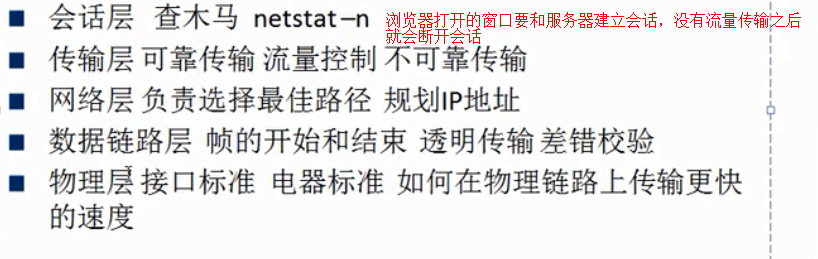 会话层 查木马 netstat –n 浏览器打开的窗口要和服务器建立会话，没有流量传输之后
就会断开会话
传输层 可靠传输 流量控制 不可靠传输
网络层 负责选择最佳路径 规划IP地址
数据链路层 帧的开始和结束 透明传输 差错校验
物理层 接口标准 电器标准 如何在物理链路上传输更快
的速度